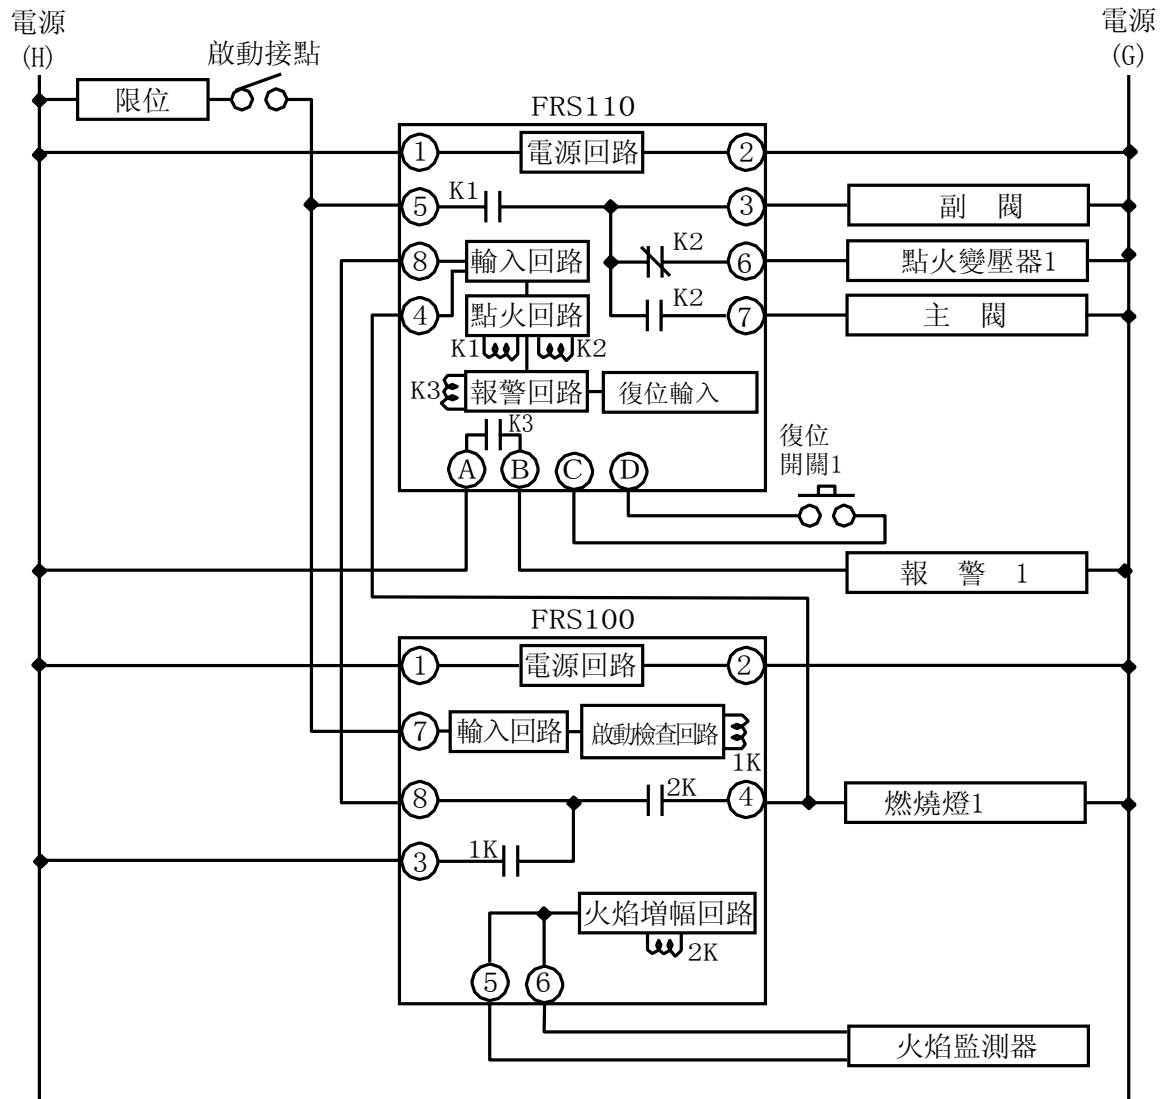 電源
(H)
啟動接點
電源
(G)
限位
FRS110
1
電源回路
2
5
K1
3
副 閥
8
輸入回路
K2
6
點火變壓器1
4
點火回路
K2
7
主 閥
K1
K2
K3
報警回路
復位輸入
K3
A
B
C
D
復位
開關1
報 警 1
FRS100
1
電源回路
2
7
輸入回路
啟動檢查回路
1K
8
2K
4
燃燒燈1
3
1K
火焰增幅回路
2K
5
6
火焰監測器